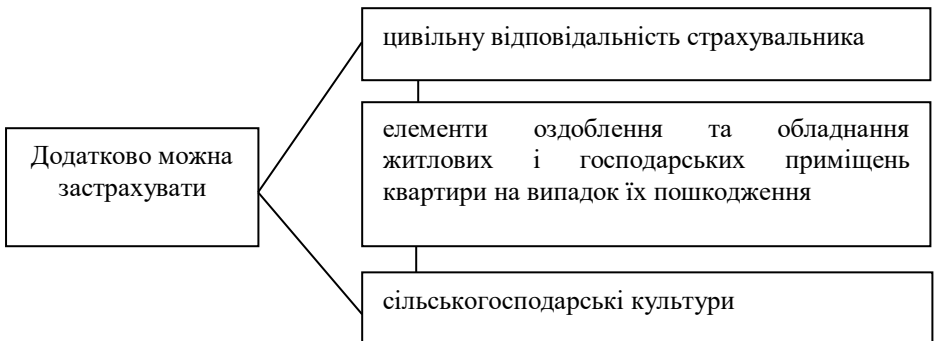 цивільну відповідальність страхувальника
Додатково можна
застрахувати
елементи оздоблення та обладнання
житлових і господарських приміщень
квартири на випадок їх пошкодження
сільськогосподарські культури